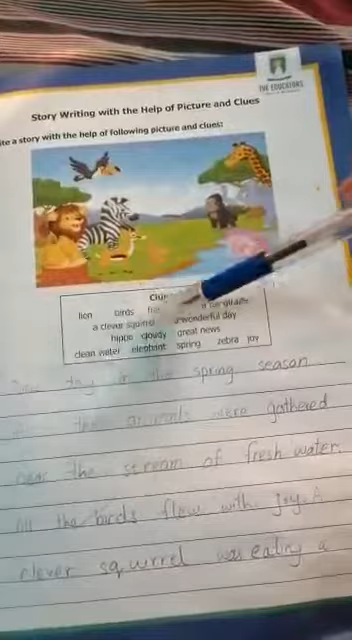 THE EDUCATORS
Story Writing with the Help of Picture and Clues
te a story with the help of following picture and clues:
Clu
lion birds giraffe
a clever squirrel a wonderful day
hippo cloudy great news
clean water elephant spring zebra joy
day in the spring season
the animals were gathered
near the stream of fresh water.
All the birds flew with joy. A
clever squirrel was eating a